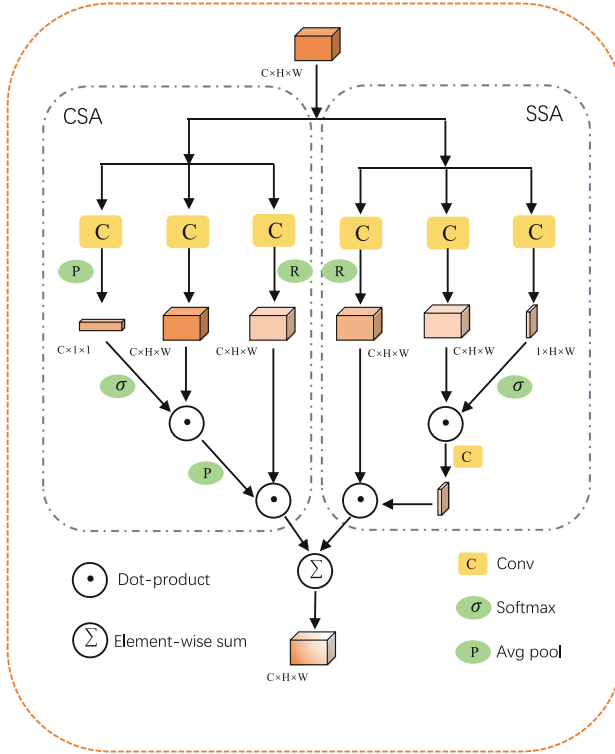 C×H×W
CSA
SSA
C C C C C C
P R R
C×1×1 C×H×W C×H×W C×H×W C×H×W 1×H×W
σ σ
P C
Σ
C×H×W
Dot-product
Σ Element-wise sum
C Conv
σ Softmax
P Avg pool